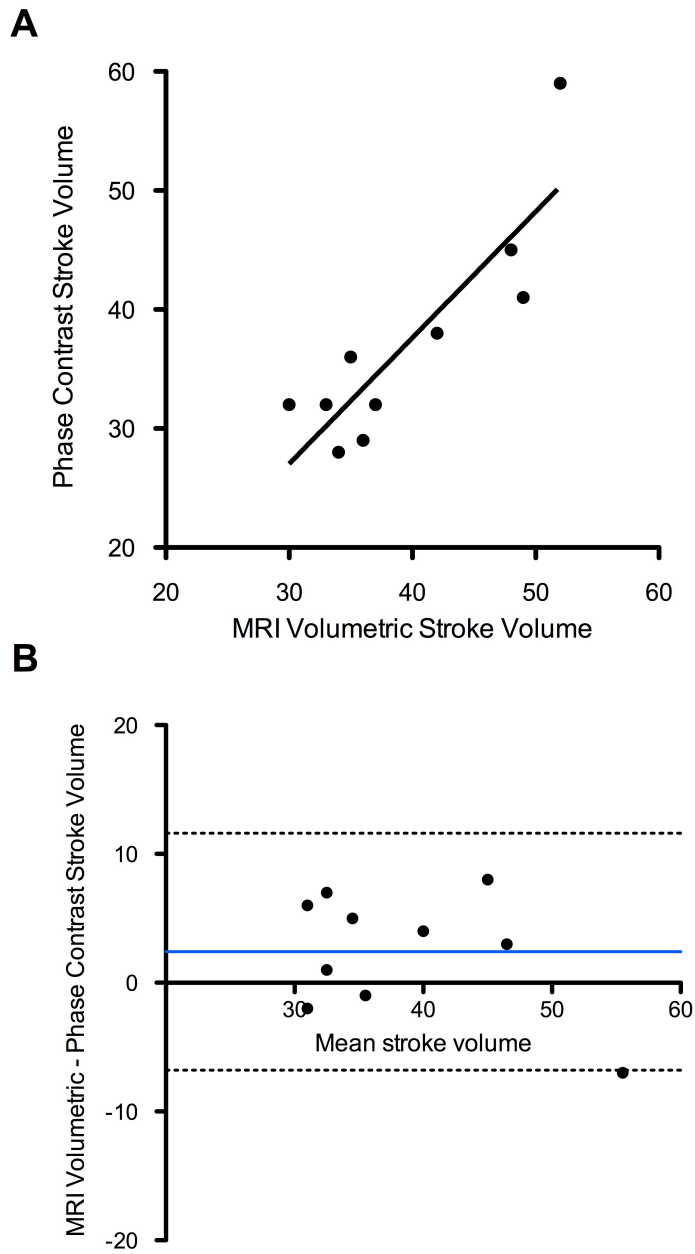 A
Phase Contrast Stroke Volume
60
50
40
30
20
20 30 40 50 60
MRI Volumetric Stroke Volume
B
MRI Volumetric - Phase Contrast Stroke Volume
20
10
0
-10
-20
30 40 50 60
Mean stroke volume